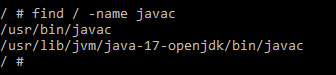 / # find / -name javac
/usr/bin/javac
/usr/lib/jvm/java-17-openjdk/bin/javac
/ #